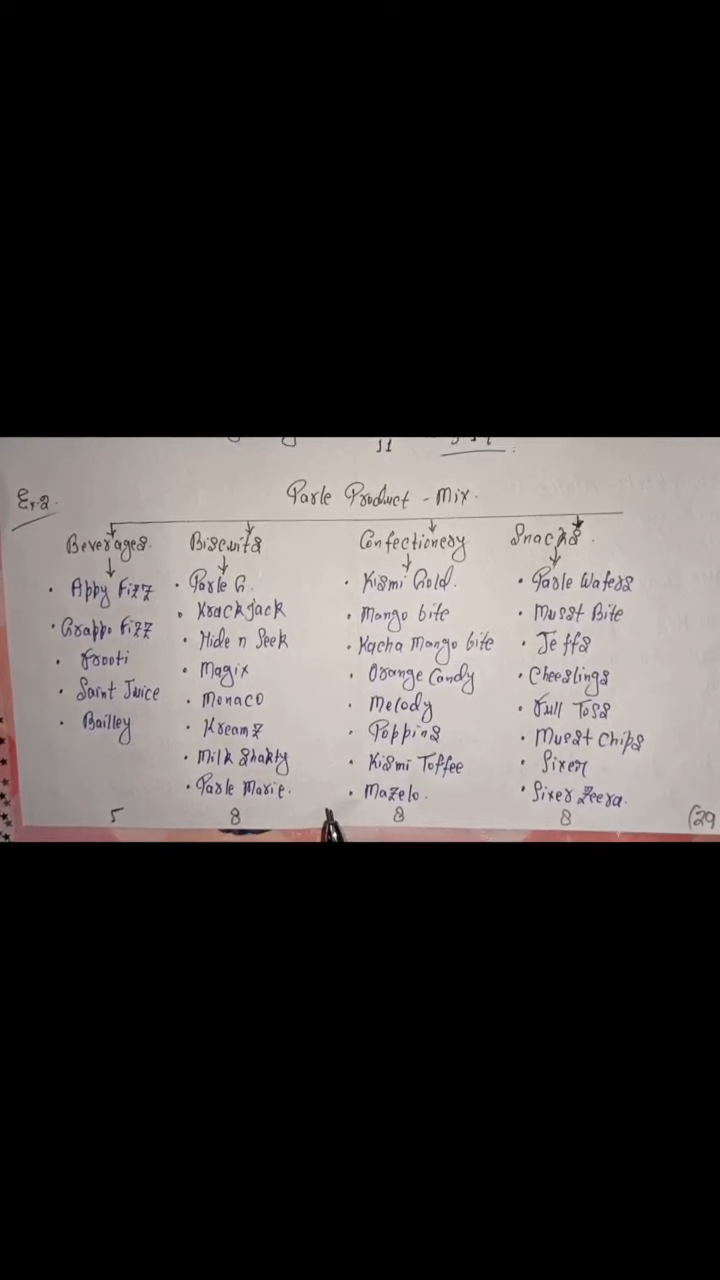 Ex.2.
Parle Product - Mix.
Beverages.
Appy Fizz
Grappo Fizz
Frooti
Saint Juice
Bailley
5
Biscuits
Parle G.
Krackjack
Hide n Seek
Magix
Monaco
Kreamz
Milk Shakty
Parle Marie.
8
Confectionery
Kismi Gold.
Mango bite
Kacha Mango bite
Orange Candy
Melody
Poppins
Kismi Toffee
Mazelo.
8
Snacks.
Parle Wafers
Musst Bite
Jeffs
Cheeslings
Full Toss
Musst Chips
Sixer
Sixer Zeera.
8
(29